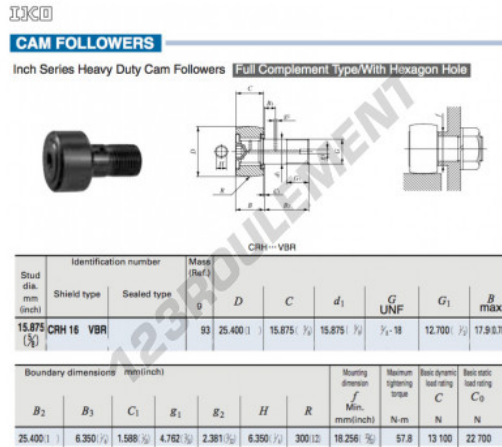 IKO
CAM FOLLOWERS
Inch Series Heavy Duty Cam Followers Full Complement Type/With Hexagon Hole
123ROULEMENT
CRH…VBR
Stud dia. mm (inch) Identification number Mass (Ref.)
Shield type Sealed type g D C d1 G UNF G1 B max
15.875 CRH 16 VBR 93 25.400(1 ) 15.875 15.875 -18 12.700 17.9
Boundary dimensions mm(inch) Mounting dimension Maximum tightening torque Basic dynamic load rating Basic static load rating
B2 B3 C1 g1 g2 H R f Min. mm(inch) N-m C N C0 N
25.400(1 ) 6.350 1.588 4.762 2.381 6.350 300(12) 18.256 57.8 13 100 22 700